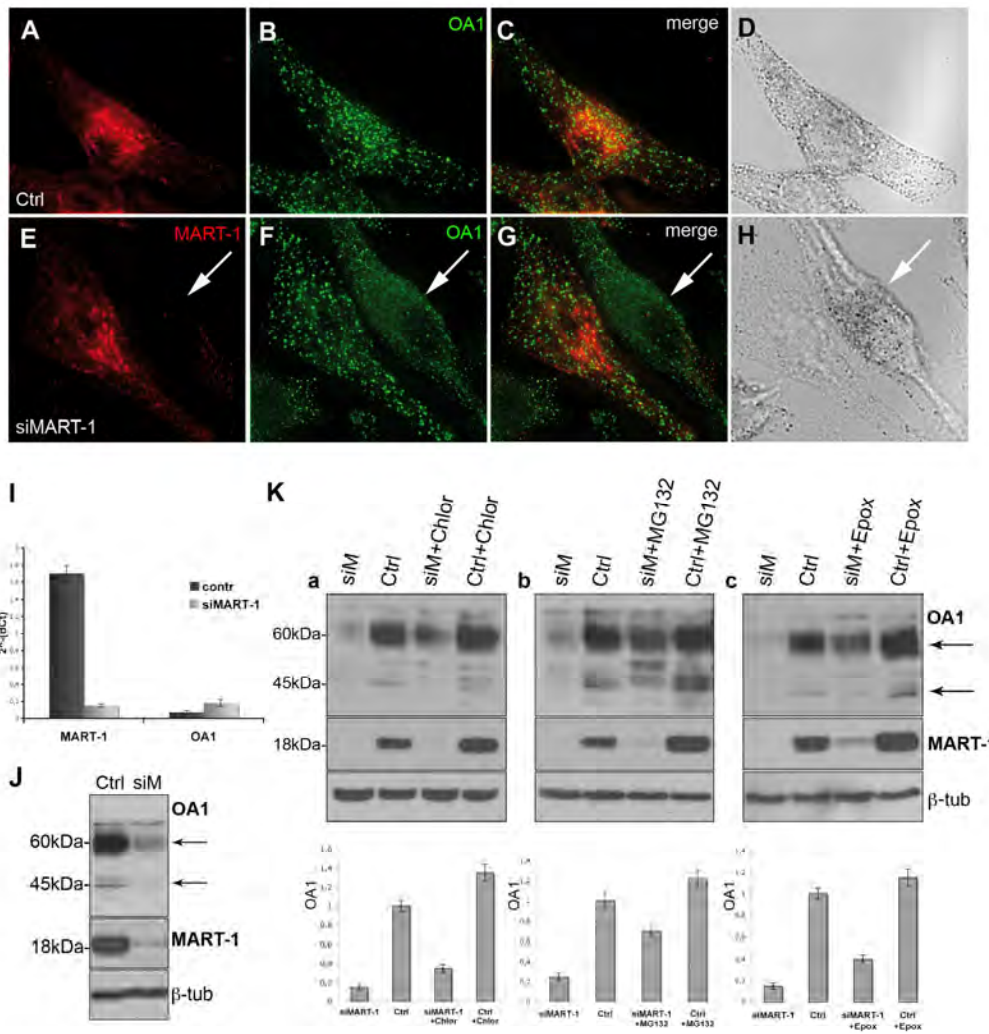 A
B
OA1
C
merge
D
Ctrl
E
MART-1
F
OA1
G
merge
H
siMART-1
I
contr
siMART-1
MART-1
OA1
J
Ctrl siM
OA1
60kDa
45kDa
18kDa
MART-1
β-tub
K
a
siM
Ctrl
siM+Chlor
Ctrl+Chlor
b
siM
Ctrl
siM+MG132
Ctrl+MG132
c
siM
Ctrl
siM+Epox
Ctrl+Epox
60kDa
45kDa
18kDa
OA1
MART-1
β-tub
OA1
siMART-1
Ctrl
siMART-1
+Chlor
Ctrl
+Chlor
OA1
siMART-1
Ctrl
siMART-1
+MG132
Ctrl
+MG132
OA1
siMART-1
Ctrl
siMART-1
+Epox
Ctrl
+Epox